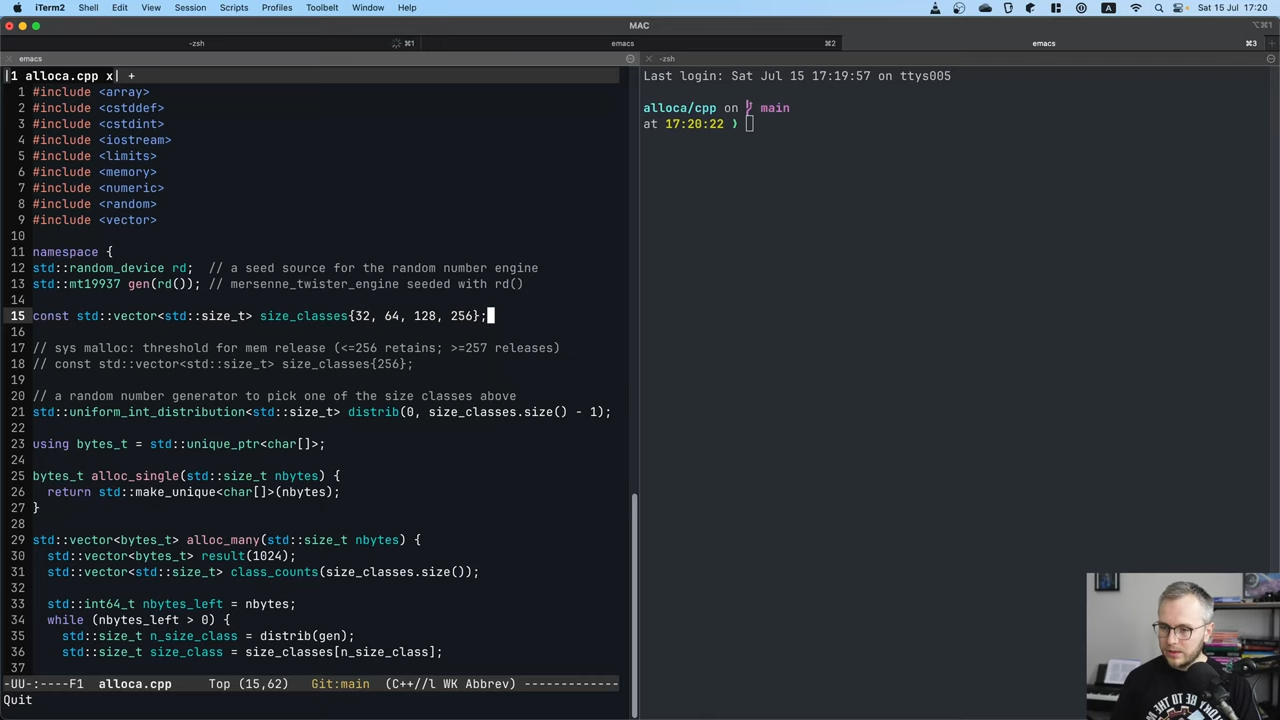 iTerm2 Shell Edit View Session Scripts Profiles Toolbelt Window Help
A Sat 15 Jul 17:20
MAC
⌥⌘1
-zsh ⌘1
emacs ⌘2
emacs ⌘3
emacs
|1 alloca.cpp x| +
1 #include <array>
2 #include <cstddef>
3 #include <cstdint>
4 #include <iostream>
5 #include <limits>
6 #include <memory>
7 #include <numeric>
8 #include <random>
9 #include <vector>
10
11 namespace {
12 std::random_device rd;  // a seed source for the random number engine
13 std::mt19937 gen(rd()); // mersenne_twister_engine seeded with rd()
14
15 const std::vector<std::size_t> size_classes{32, 64, 128, 256};
16
17 // sys malloc: threshold for mem release (<=256 retains; >=257 releases)
18 // const std::vector<std::size_t> size_classes{256};
19
20 // a random number generator to pick one of the size classes above
21 std::uniform_int_distribution<std::size_t> distrib(0, size_classes.size() - 1);
22
23 using bytes_t = std::unique_ptr<char[]>;
24
25 bytes_t alloc_single(std::size_t nbytes) {
26   return std::make_unique<char[]>(nbytes);
27 }
28
29 std::vector<bytes_t> alloc_many(std::size_t nbytes) {
30   std::vector<bytes_t> result(1024);
31   std::vector<std::size_t> class_counts(size_classes.size());
32
33   std::int64_t nbytes_left = nbytes;
34   while (nbytes_left > 0) {
35     std::size_t n_size_class = distrib(gen);
36     std::size_t size_class = size_classes[n_size_class];
37
-UU-:----F1  alloca.cpp     Top (15,62)   Git:main  (C++//l WK Abbrev) -------------
Quit
-zsh
Last login: Sat Jul 15 17:19:57 on ttys005
alloca/cpp on main
at 17:20:22 ⟩